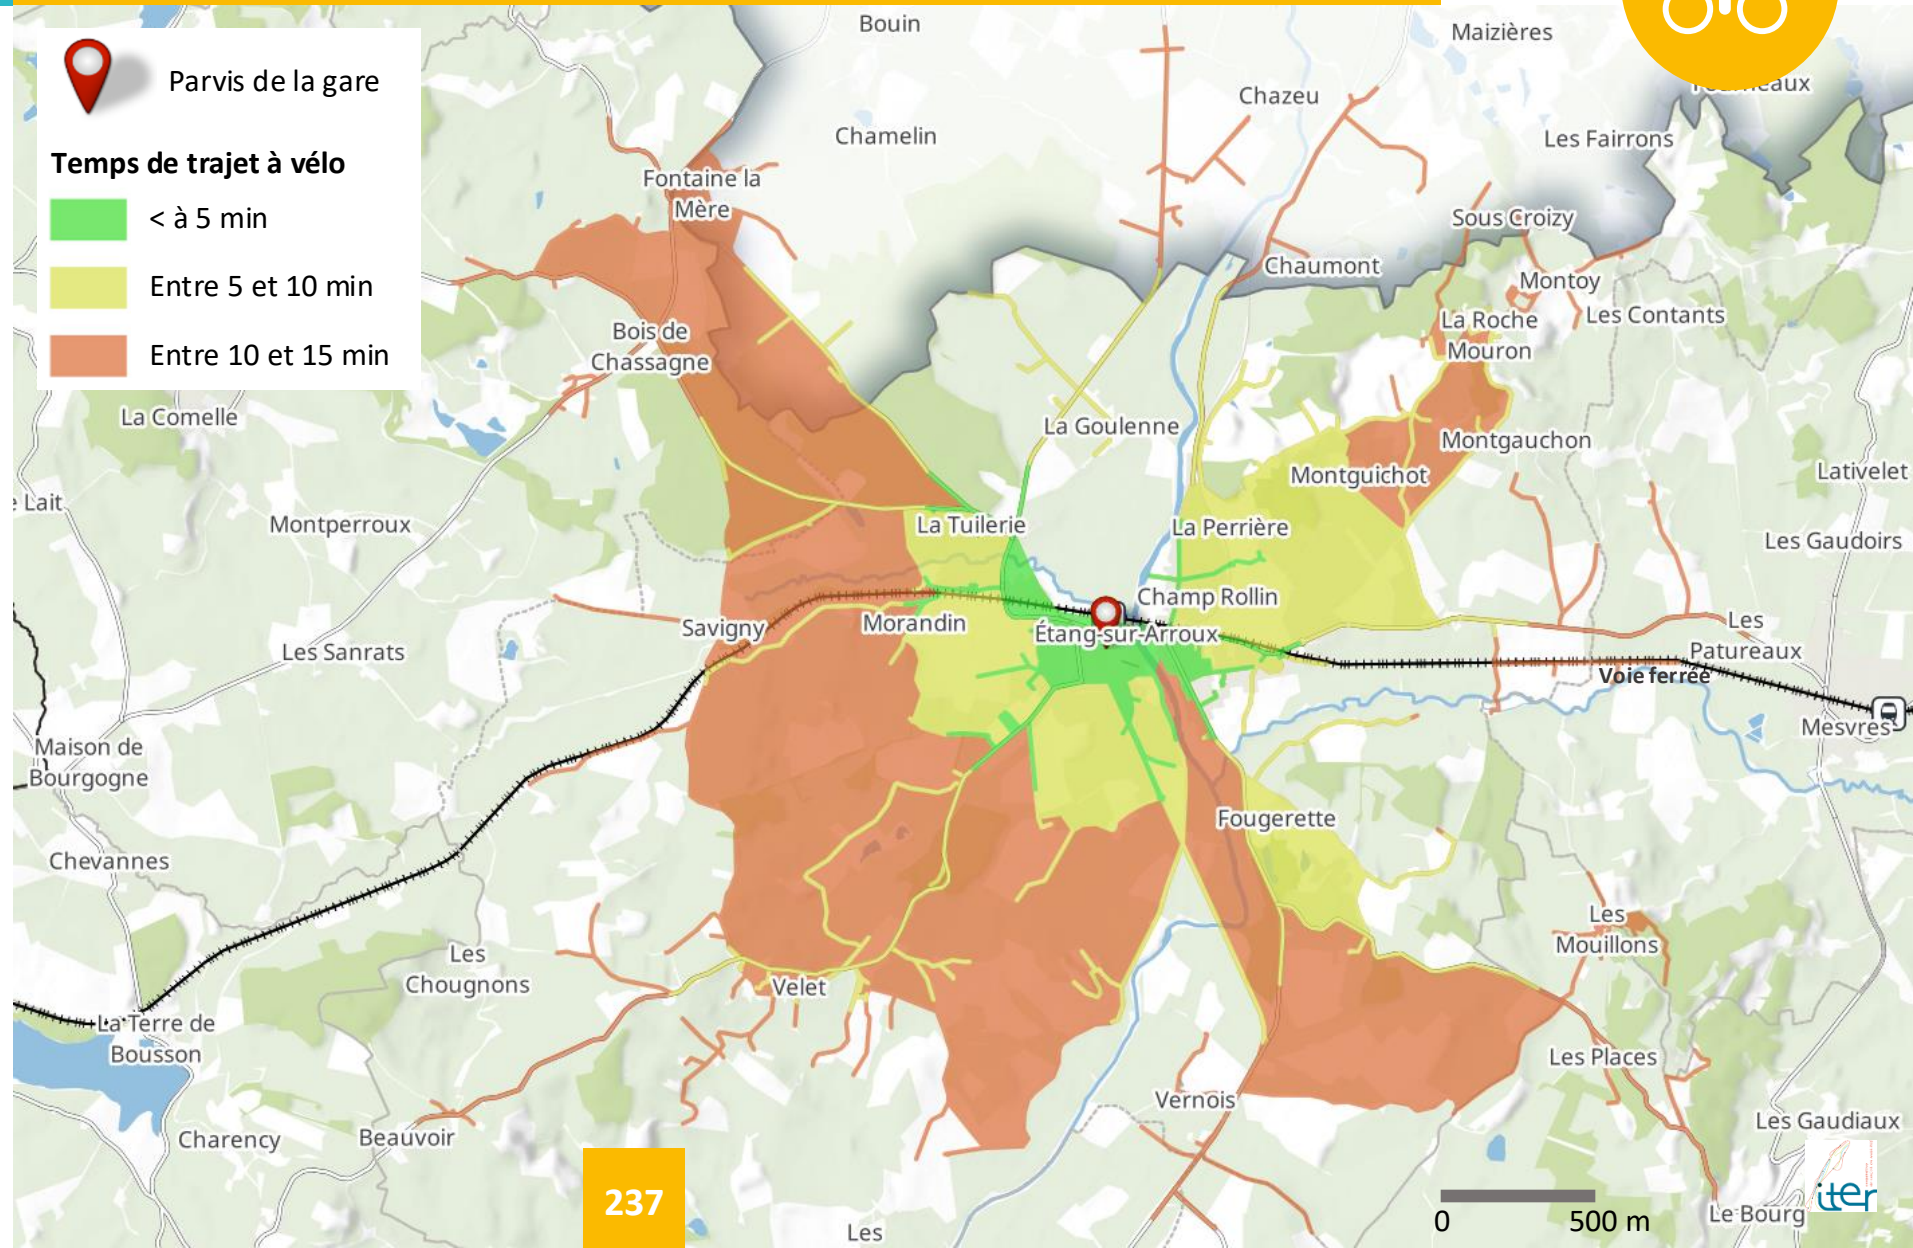 Parvis de la gare
Temps de trajet à vélo
< à 5 min
Entre 5 et 10 min
Entre 10 et 15 min
Bouin
Maizières
Chazeu
Chamelin
Les Fairrons
Fontaine la
Mère
Sous Croizy
Chaumont
Montoy
Les Contants
La Roche
Mouron
Bois de
Chassagne
La Comelle
La Goulenne
Montgauchon
Montguichot
Lativelet
Lait
Montperroux
La Tuilerie
La Perrière
Les Gaudoirs
Champ Rollin
Savigny
Morandin
Étang-sur-Arroux
Les
Patureaux
Les Sanrats
Voie ferrée
Mesvres
Maison de
Bourgogne
Fougerette
Chevannes
Les
Mouillons
Les
Chougnons
Velet
La Terre de
Bousson
Les Places
Vernois
Les Gaudiaux
Charency
Beauvoir
237
iter
0 500 m
Le Bourg
Les